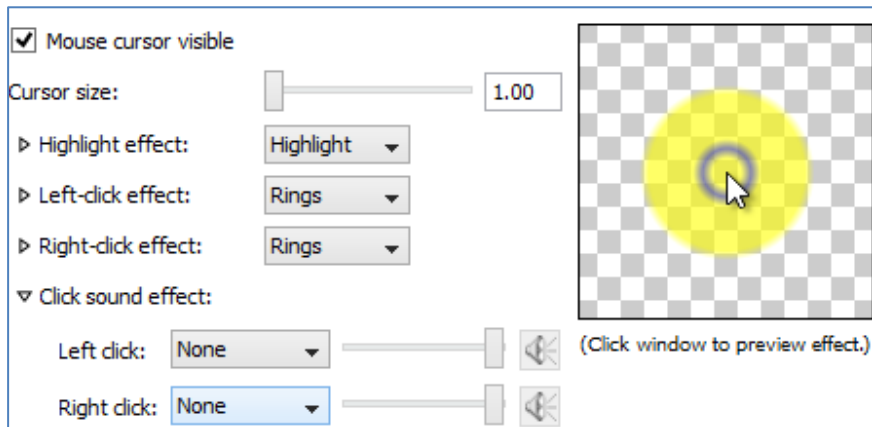 Mouse cursor visible
Cursor size: 1.00
Highlight effect: Highlight
Left-click effect: Rings
Right-click effect: Rings
Click sound effect:
Left click: None
(Click window to preview effect.)
Right click: None